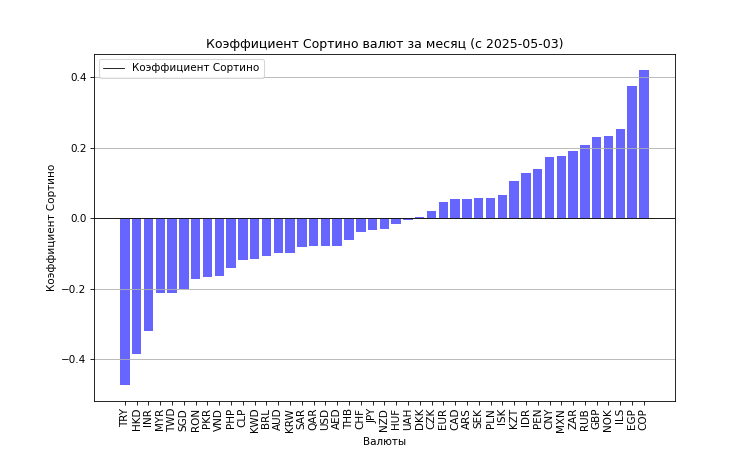 Коэффициент Сортино валют за месяц (с 2025-05-03)
Коэффициент Сортино
Коэффициент Сортино
0.4
0.2
0.0
−0.2
−0.4
TRY HKD INR MYR TWD SGD RON PKR VND PHP CLP KWD BRL AUD KRW SAR QAR USD AED THB CHF JPY NZD HUF UAH DKK CZK EUR CAD ARS SEK PLN ISK KZT IDR PEN CNY MXN ZAR RUB GBP NOK ILS EGP COP
Валюты